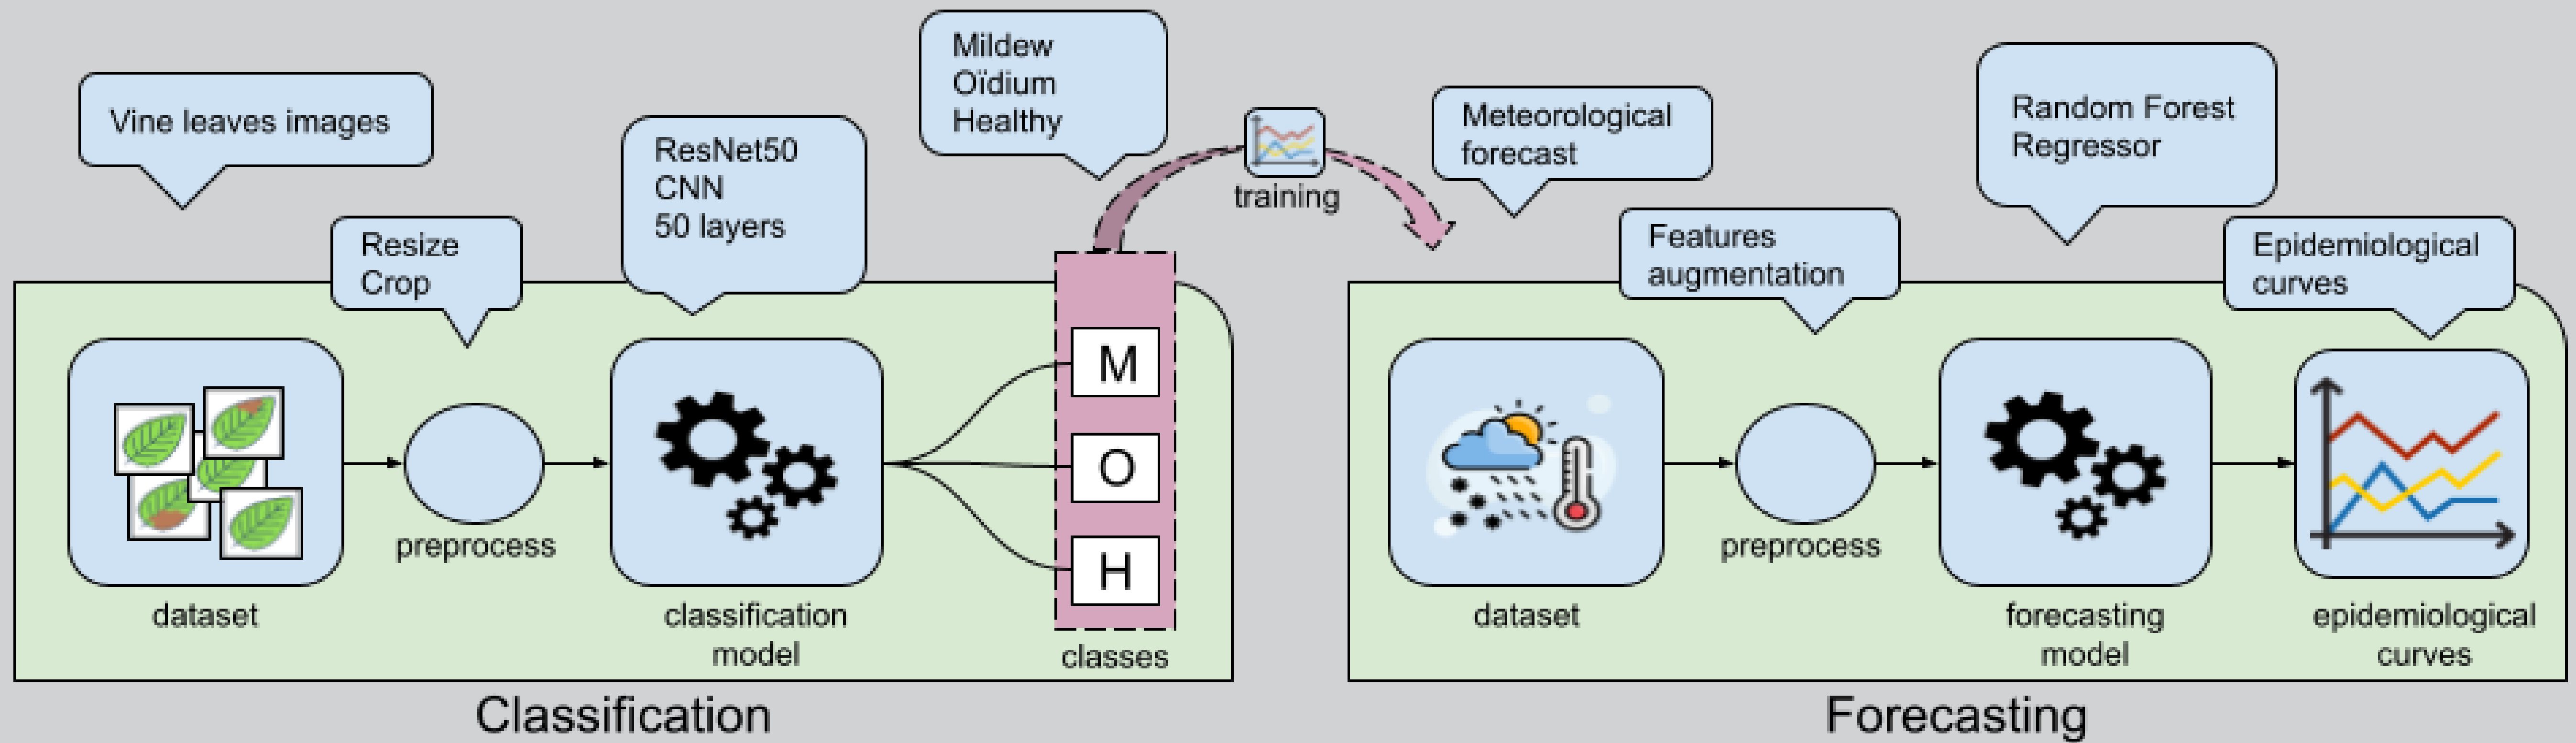 Vine leaves images
Resize
Crop
ResNet50
CNN
50 layers
Mildew
Oïdium
Healthy
training
Meteorological
forecast
Features
augmentation
Random Forest
Regressor
Epidemiological
curves
dataset
preprocess
classification
model
M
O
H
classes
dataset
preprocess
forecasting
model
epidemiological
curves
Classification
Forecasting